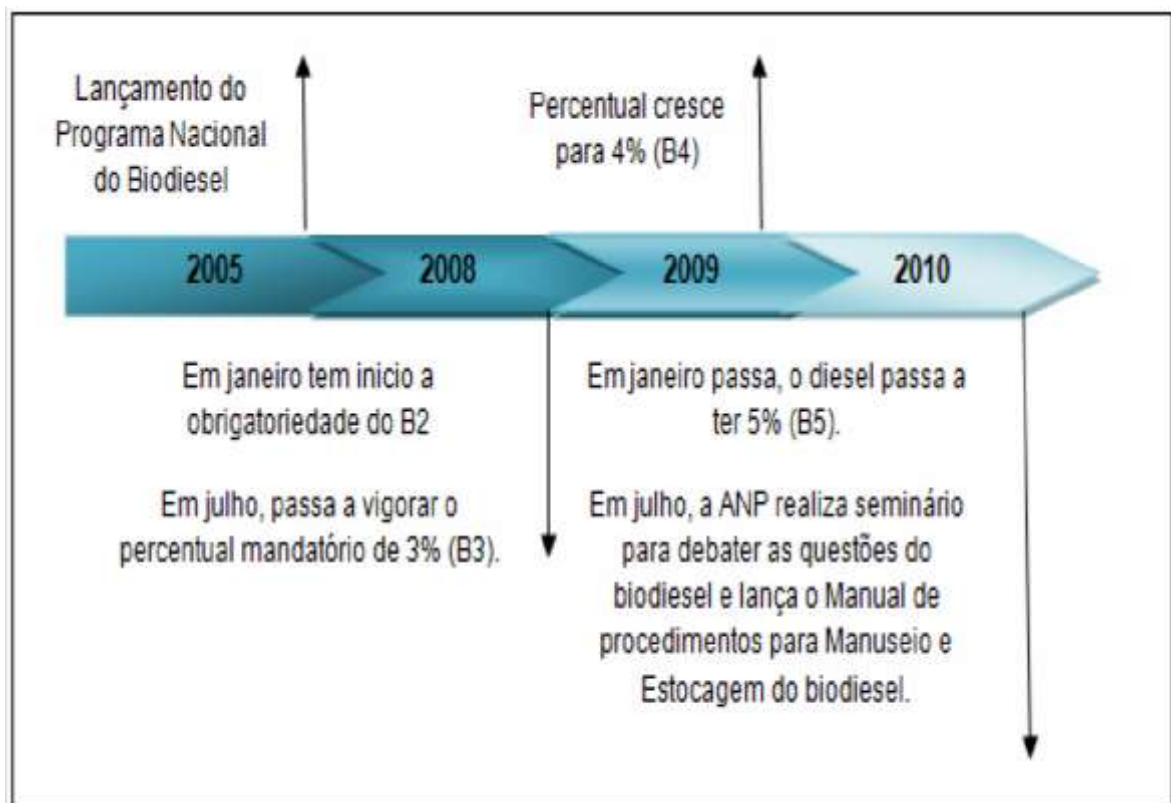 Lançamento do
Programa Nacional
do Biodiesel
Percentual cresce
para 4% (B4)
2005
2008
2009
2010
Em janeiro tem inicio a
obrigatoriedade do B2
Em julho, passa a vigorar o
percentual mandatório de 3% (B3).
Em janeiro passa, o diesel passa a
ter 5% (B5).
Em julho, a ANP realiza seminário
para debater as questões do
biodiesel e lança o Manual de
procedimentos para Manuseio e
Estocagem do biodiesel.